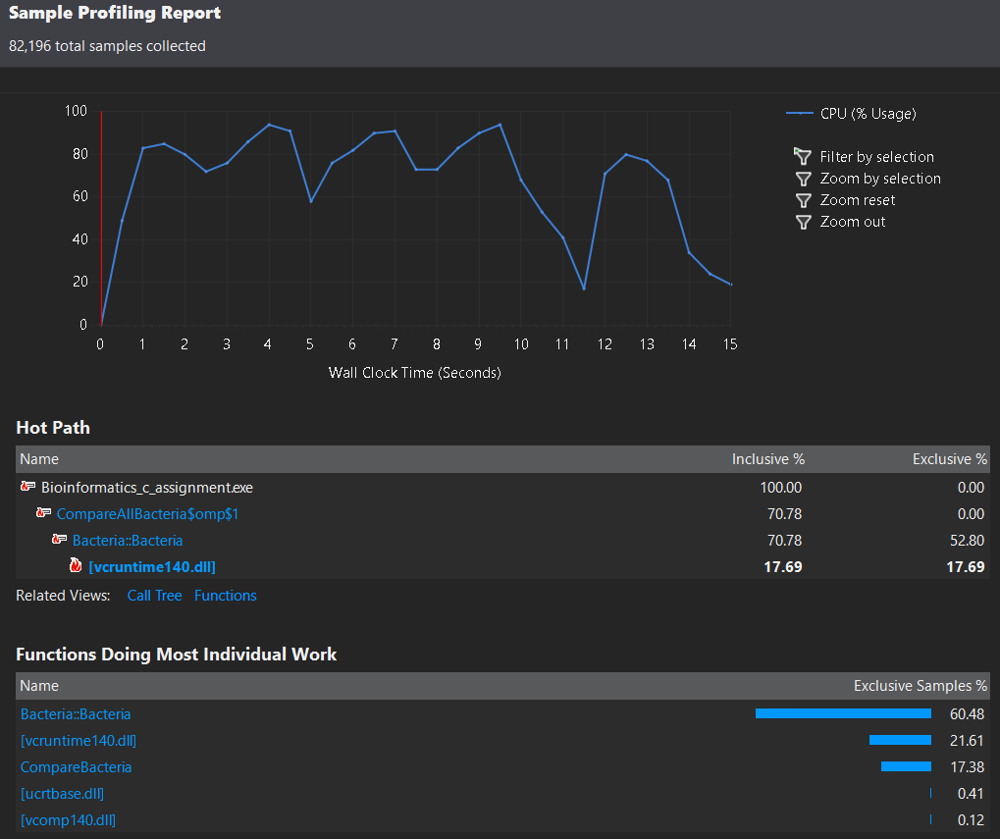 Sample Profiling Report
82,196 total samples collected
100
80
60
40
20
0
0 1 2 3 4 5 6 7 8 9 10 11 12 13 14 15
Wall Clock Time (Seconds)
CPU (% Usage)
Filter by selection
Zoom by selection
Zoom reset
Zoom out
Hot Path
Name Inclusive % Exclusive %
Bioinformatics_c_assignment.exe 100.00 0.00
CompareAllBacteria$omp$1 70.78 0.00
Bacteria::Bacteria 70.78 52.80
[vcruntime140.dll] 17.69 17.69
Related Views: Call Tree Functions
Functions Doing Most Individual Work
Name Exclusive Samples %
Bacteria::Bacteria 60.48
[vcruntime140.dll] 21.61
CompareBacteria 17.38
[ucrtbase.dll] 0.41
[vcomp140.dll] 0.12